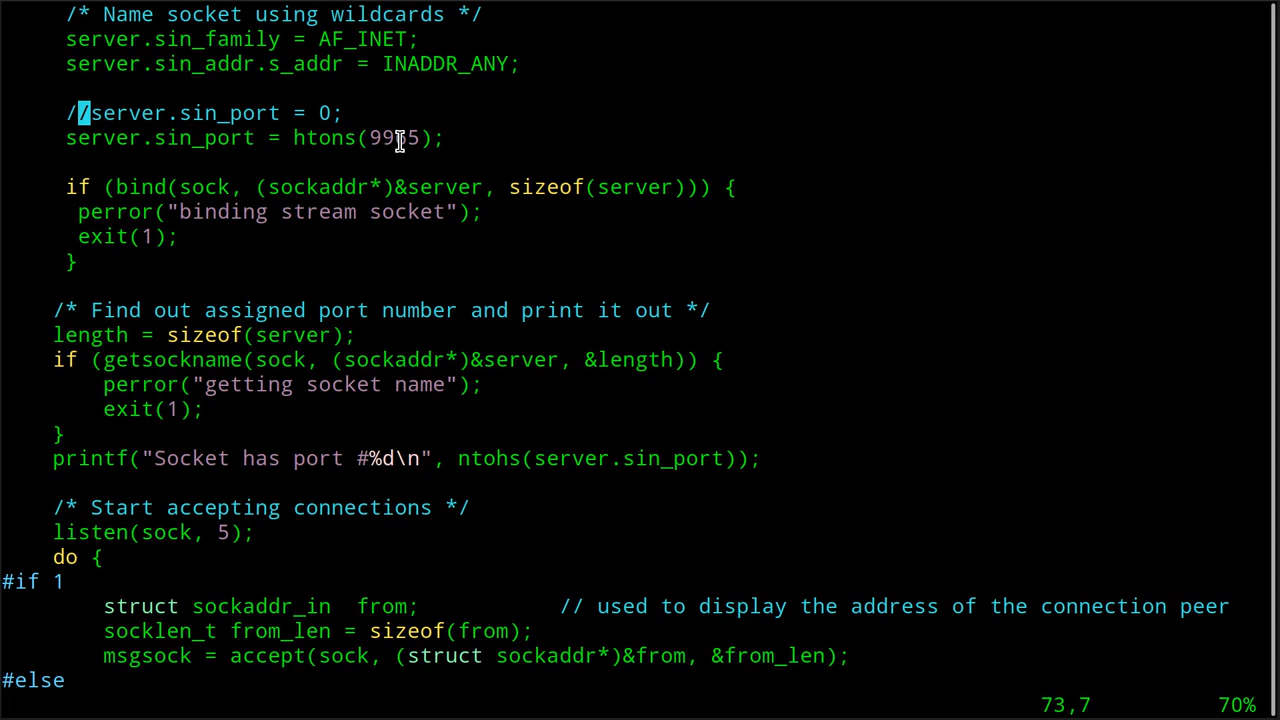 /* Name socket using wildcards */
server.sin_family = AF_INET;
server.sin_addr.s_addr = INADDR_ANY;
//server.sin_port = 0;
server.sin_port = htons(
if (bind(sock, (sockaddr*)&server, sizeof(server))) {
perror("binding stream socket");
exit(1);
}
/* Find out assigned port number and print it out */
length = sizeof(server);
if (getsockname(sock, (sockaddr*)&server, &length)) {
perror("getting socket name");
exit(1);
}
printf("Socket has port #%d\n", ntohs(server.sin_port));
/* Start accepting connections */
listen(sock, 5);
do {
#if 1
struct sockaddr_in  from; // used to display the address of the connection peer
socklen_t from_len = sizeof(from);
msgsock = accept(sock, (struct sockaddr*)&from, &from_len);
#else
73,7 70%